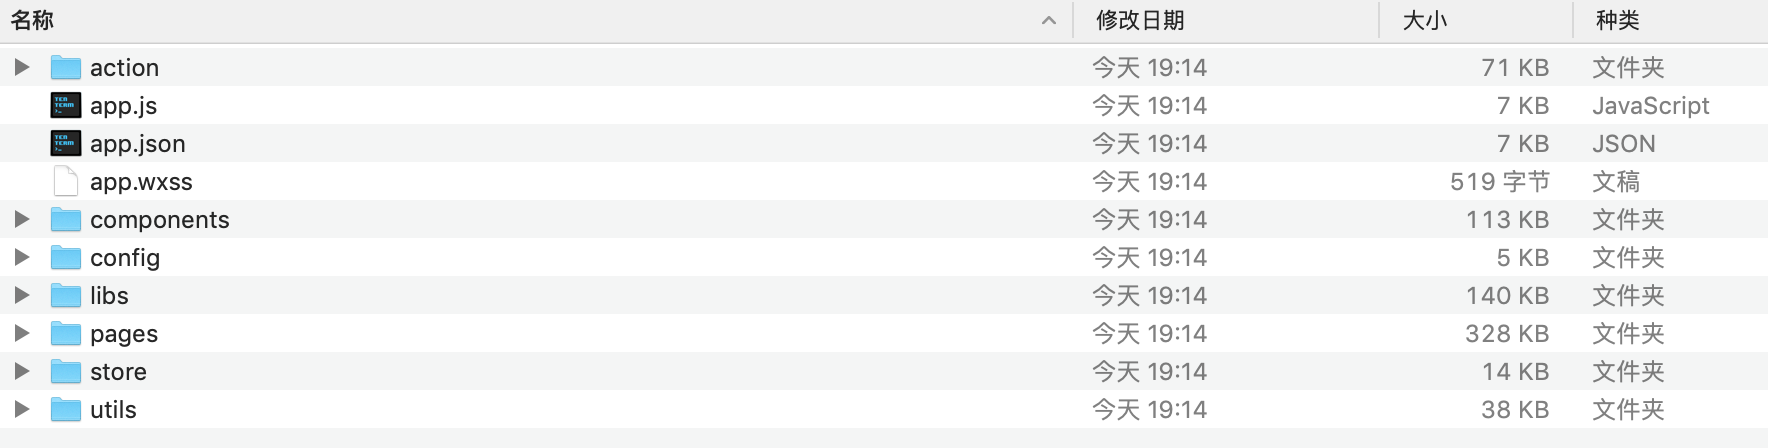 名称 修改日期 大小 种类
action 今天 19:14 71 KB 文件夹
app.js 今天 19:14 7 KB JavaScript
app.json 今天 19:14 7 KB JSON
app.wxss 今天 19:14 519 字节 文稿
components 今天 19:14 113 KB 文件夹
config 今天 19:14 5 KB 文件夹
libs 今天 19:14 140 KB 文件夹
pages 今天 19:14 328 KB 文件夹
store 今天 19:14 14 KB 文件夹
utils 今天 19:14 38 KB 文件夹